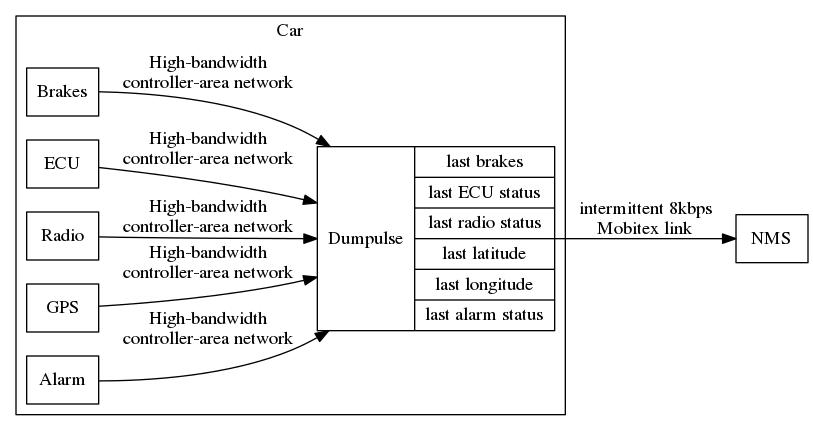 Car
Brakes
High-bandwidth
controller-area network
ECU
High-bandwidth
controller-area network
Radio
High-bandwidth
controller-area network
GPS
High-bandwidth
controller-area network
Alarm
High-bandwidth
controller-area network
Dumpulse
last brakes
last ECU status
last radio status
last latitude
last longitude
last alarm status
intermittent 8kbps
Mobitex link
NMS